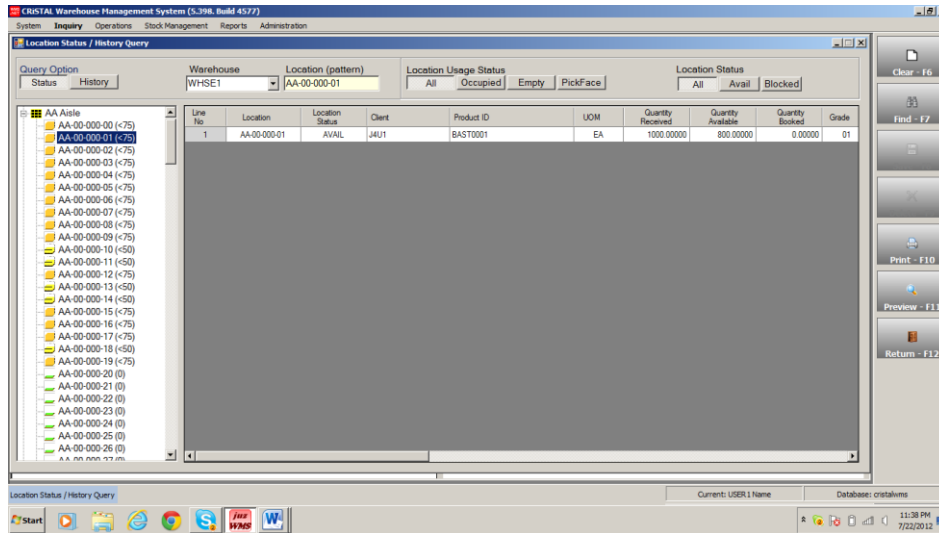 CRiSTAL Warehouse Management System (5.398. Build 4577)
System Inquiry Operations Stock Management Reports Administration
Location Status / History Query
Query Option Warehouse Location (pattern) Location Usage Status Location Status
Status History WHSE1 AA-00-000-01 All Occupied Empty PickFace All Avail Blocked
Clear - F6
Find - F7
Print - F10
Preview - F11
Return - F12
AA Aisle
AA-00-000-00 (<75)
AA-00-000-01 (<75)
AA-00-000-02 (<75)
AA-00-000-03 (<75)
AA-00-000-04 (<75)
AA-00-000-05 (<75)
AA-00-000-06 (<75)
AA-00-000-07 (<75)
AA-00-000-08 (<75)
AA-00-000-09 (<75)
AA-00-000-10 (<50)
AA-00-000-11 (<50)
AA-00-000-12 (<75)
AA-00-000-13 (<50)
AA-00-000-14 (<50)
AA-00-000-15 (<75)
AA-00-000-16 (<75)
AA-00-000-17 (<75)
AA-00-000-18 (<50)
AA-00-000-19 (<75)
AA-00-000-20 (0)
AA-00-000-21 (0)
AA-00-000-22 (0)
AA-00-000-23 (0)
AA-00-000-24 (0)
AA-00-000-25 (0)
AA-00-000-26 (0)
AA-00-000-27 (0)
Line No Location Location Status Client Product ID UOM Quantity Received Quantity Available Quantity Booked Grade
1 AA-00-000-01 AVAIL J4U1 BAST0001 EA 1000.00000 800.00000 0.00000 01
Location Status / History Query Current: USER 1 Name Database: cristalwms
Start juz WMS W 11:38 PM
7/22/2012